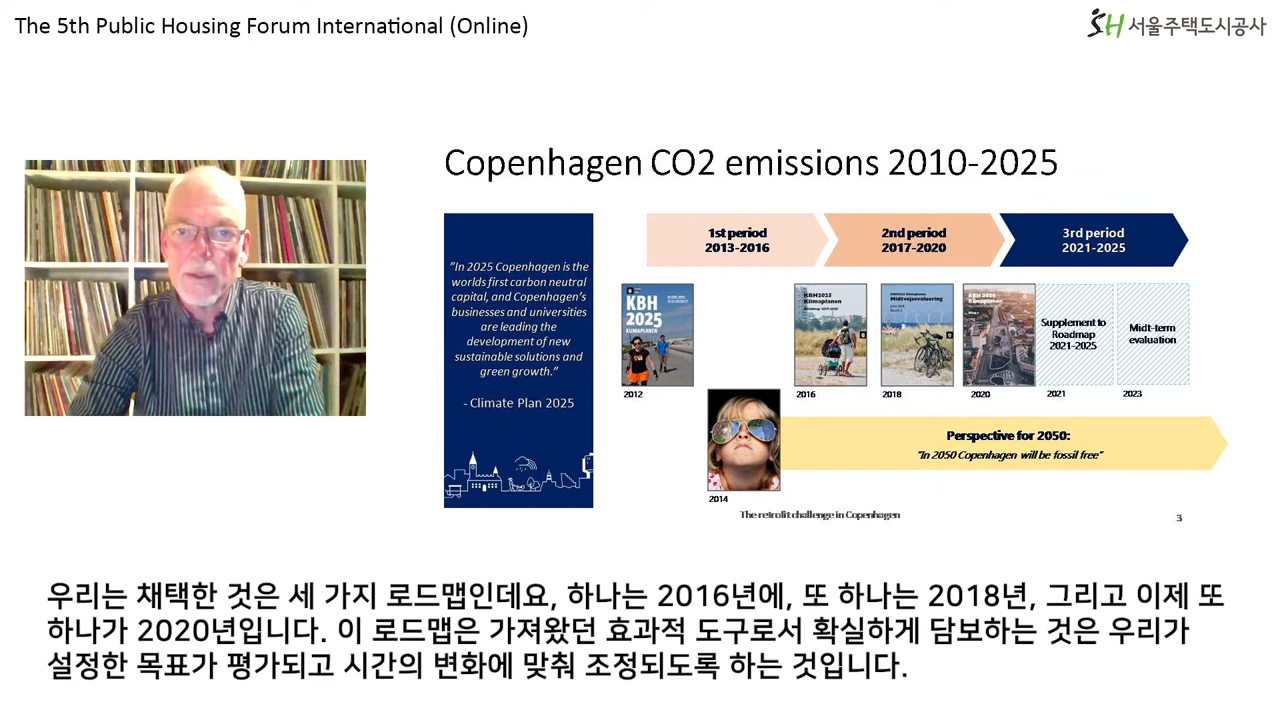 The 5th Public Housing Forum International (Online)
SH 서울주택도시공사
Copenhagen CO2 emissions 2010-2025
"In 2025 Copenhagen is the
worlds first carbon neutral
capital, and Copenhagen's
businesses and universities
are leading the
development of new
sustainable solutions and
green growth."
- Climate Plan 2025
1st period
2013-2016
2nd period
2017-2020
3rd period
2021-2025
KBH
2025
KLIMAPLANEN
2012
KBH2025
Klimaplanen
2016
Midtvejsevaluering
2018
KBH 2025
Klimaplanen
2020
Supplement to
Roadmap
2021-2025
2021
Midt-term
evaluation
2023
2014
Perspective for 2050:
"In 2050 Copenhagen will be fossil free"
The retrofit challenge in Copenhagen
3
우리는 채택한 것은 세 가지 로드맵인데요, 하나는 2016년에, 또 하나는 2018년, 그리고 이제 또
하나가 2020년입니다. 이 로드맵은 가져왔던 효과적 도구로서 확실하게 담보하는 것은 우리가
설정한 목표가 평가되고 시간의 변화에 맞춰 조정되도록 하는 것입니다.